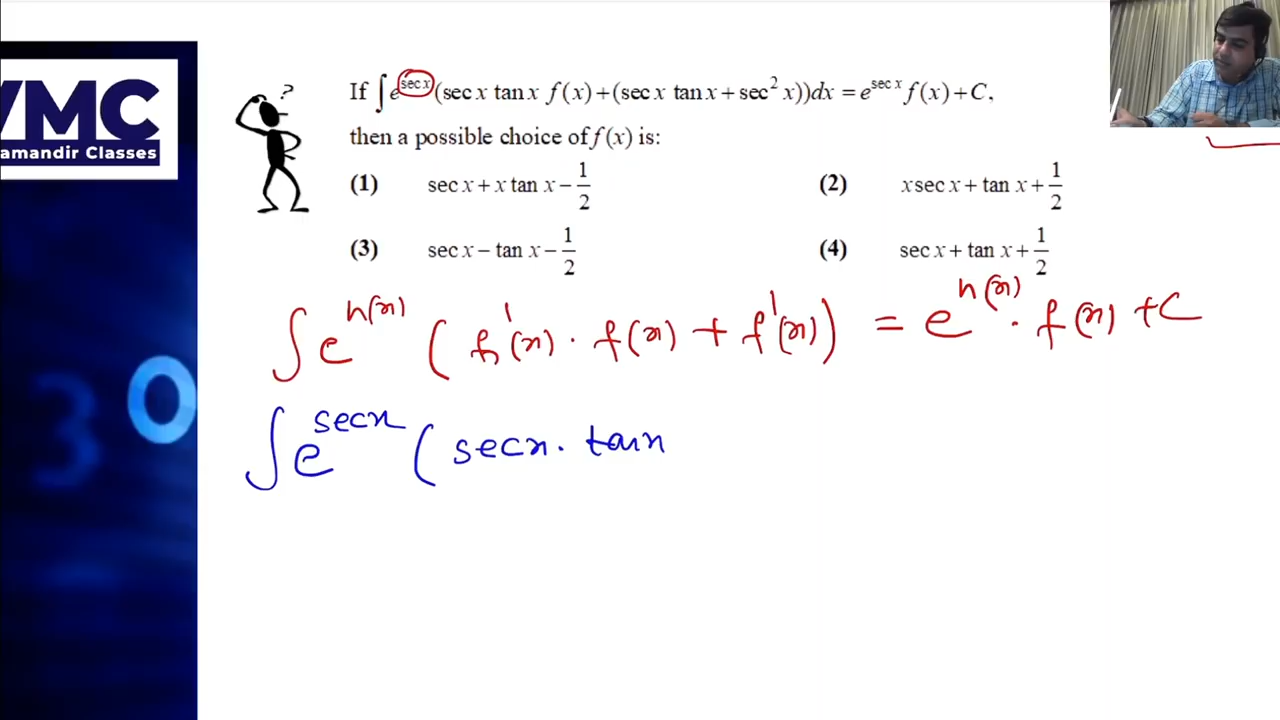 VMC
amandir Classes
?
If ∫e^{sec x}(sec x tan x f(x)+(sec x tan x+sec² x))dx = e^{sec x} f(x)+C,
then a possible choice of f(x) is:
(1) sec x + x tan x − 1/2 (2) x sec x + tan x + 1/2
(3) sec x − tan x − 1/2 (4) sec x + tan x + 1/2
∫e^{h(x)} (h'(x) · f(x) + f'(x)) = e^{h(x)} · f(x) + C
∫e^{secx} (secx · tanx
30